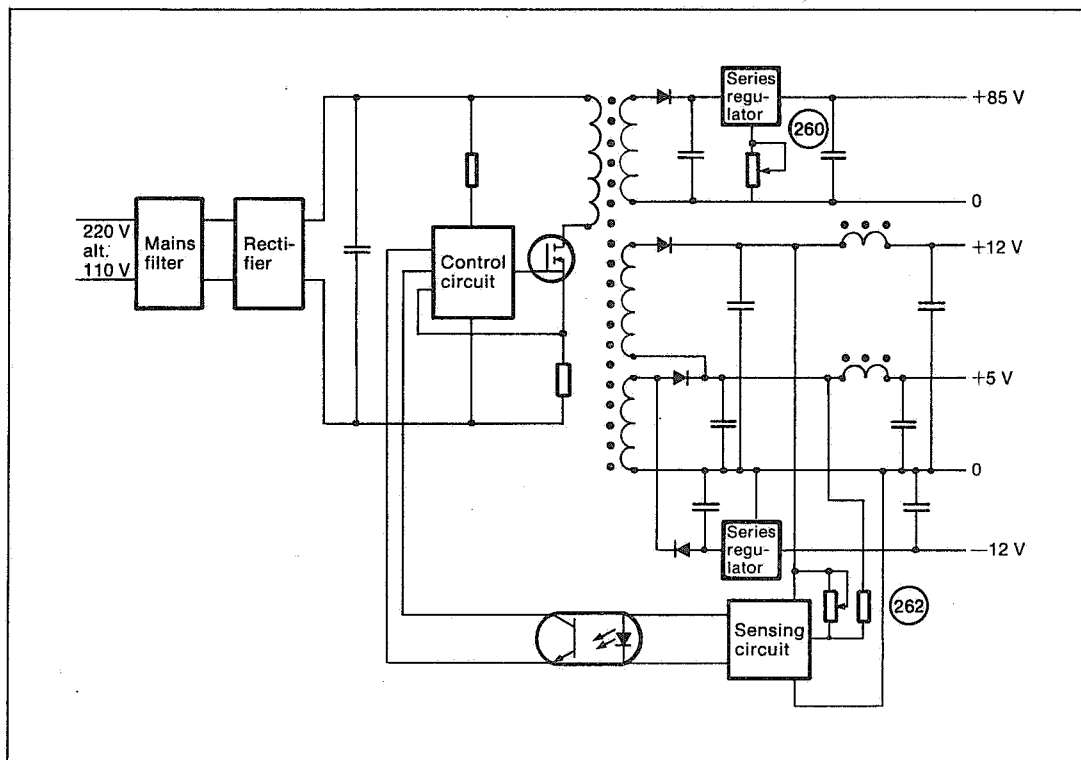 Series
regu-
lator
260
+85 V
0
220 V
alt.
110 V
Mains
filter
Recti-
fier
Control
circuit
+12 V
+5 V
0
Series
regu-
lator
—12 V
262
Sensing
circuit